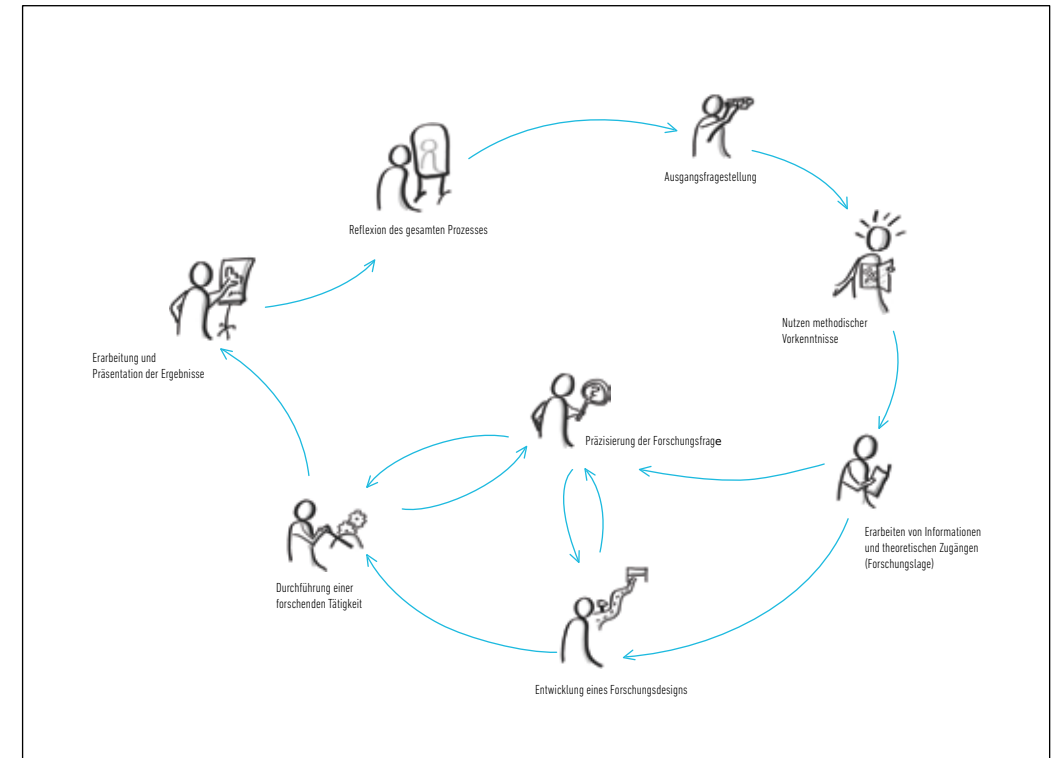 Ausgangsfragestellung
Nutzen methodischer
Vorkenntnisse
Erarbeiten von Informationen
und theoretischen Zugängen
(Forschungslage)
Präzisierung der Forschungsfrage
Entwicklung eines Forschungsdesigns
Durchführung einer
forschenden Tätigkeit
Erarbeitung und
Präsentation der Ergebnisse
Reflexion des gesamten Prozesses